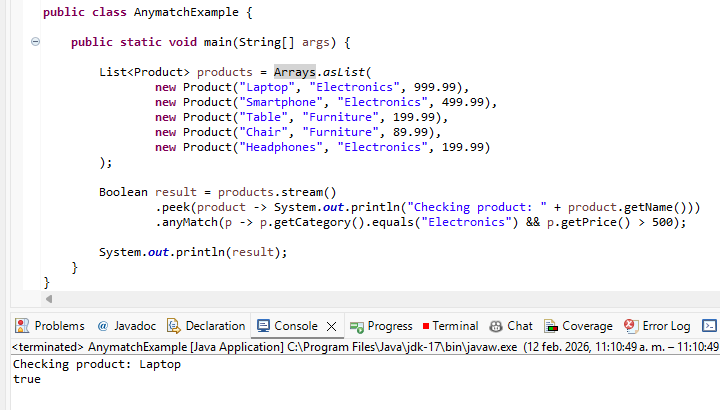 public class AnymatchExample {
public static void main(String[] args) {
List<Product> products = Arrays.asList(
new Product("Laptop", "Electronics", 999.99),
new Product("Smartphone", "Electronics", 499.99),
new Product("Table", "Furniture", 199.99),
new Product("Chair", "Furniture", 89.99),
new Product("Headphones", "Electronics", 199.99)
);
Boolean result = products.stream()
.peek(product -> System.out.println("Checking product: " + product.getName()))
.anyMatch(p -> p.getCategory().equals("Electronics") && p.getPrice() > 500);
System.out.println(result);
}
}
Problems @ Javadoc Declaration Console Progress Terminal Chat Coverage Error Log
<terminated> AnymatchExample [Java Application] C:\Program Files\Java\jdk-17\bin\javaw.exe (12 feb. 2026, 11:10:49 a. m. – 11:10:49
Checking product: Laptop
true